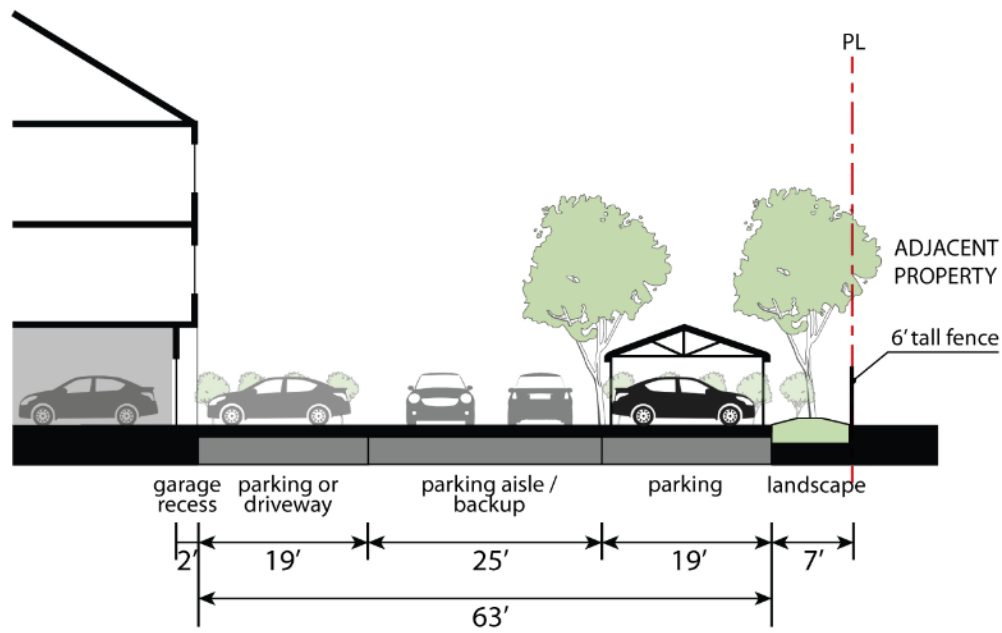 PL
ADJACENT
PROPERTY
6’ tall fence
garage
recess
parking or
driveway
parking aisle /
backup
parking
landscape
2’
19’
25’
19’
7’
63’